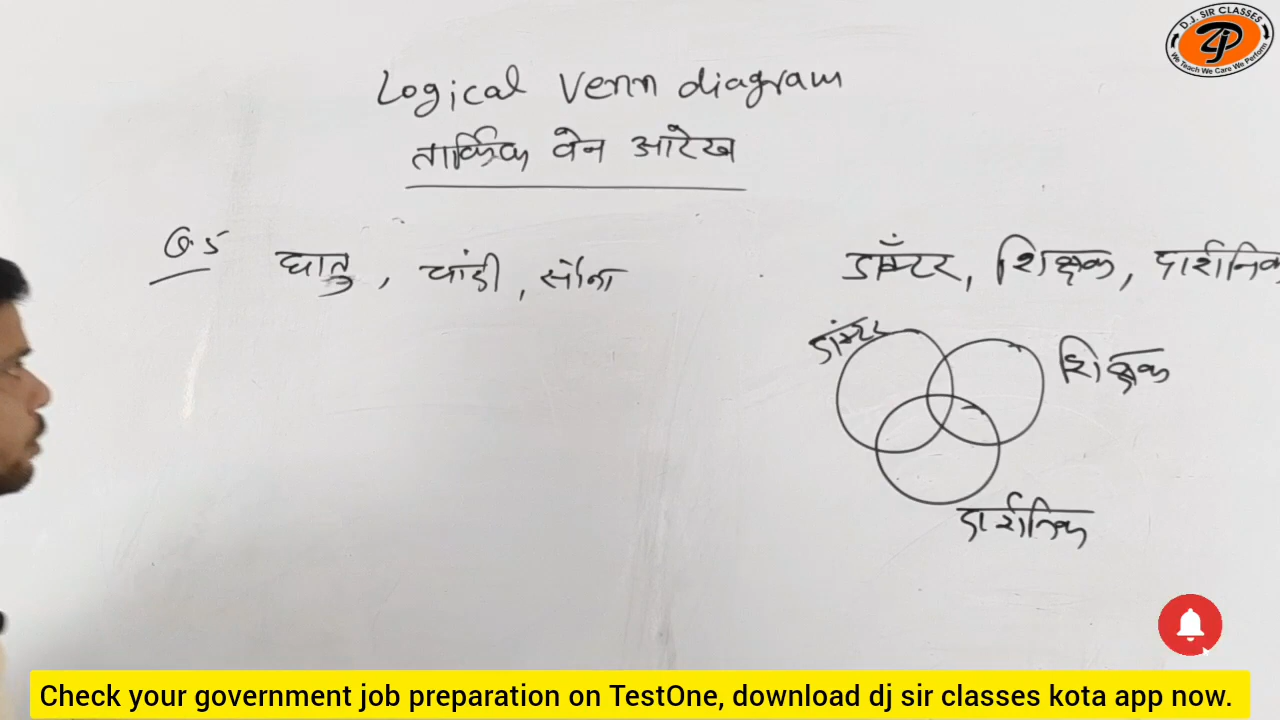 D.J. SIR CLASSES
We Teach We Care We Perform
Logical Venn diagram
तार्किक वेन आरेख
Q.5 धातु, चांदी, सोना
डॉक्टर, शिक्षक, दार्शनिक
डॉक्टर
शिक्षक
दार्शनिक
Check your government job preparation on TestOne, download dj sir classes kota app now.